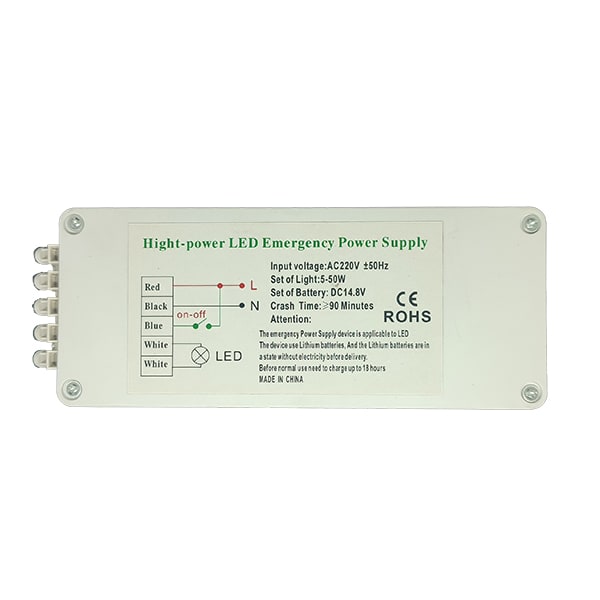 Hight-power LED Emergency Power Supply
Red
Black
Blue
White
White
on-off
L
N
LED
Input voltage:AC220V ±50Hz
Set of Light:5-50W
Set of Battery: DC14.8V
Crash Time:≥90 Minutes
Attention:
CE
ROHS
The emergency Power Supply device is applicable to LED
The device use Lithium batteries, And the Lithium batteries are in
a state without electricity before delivery.
Before normal use need to charge up to 18 hours
MADE IN CHINA